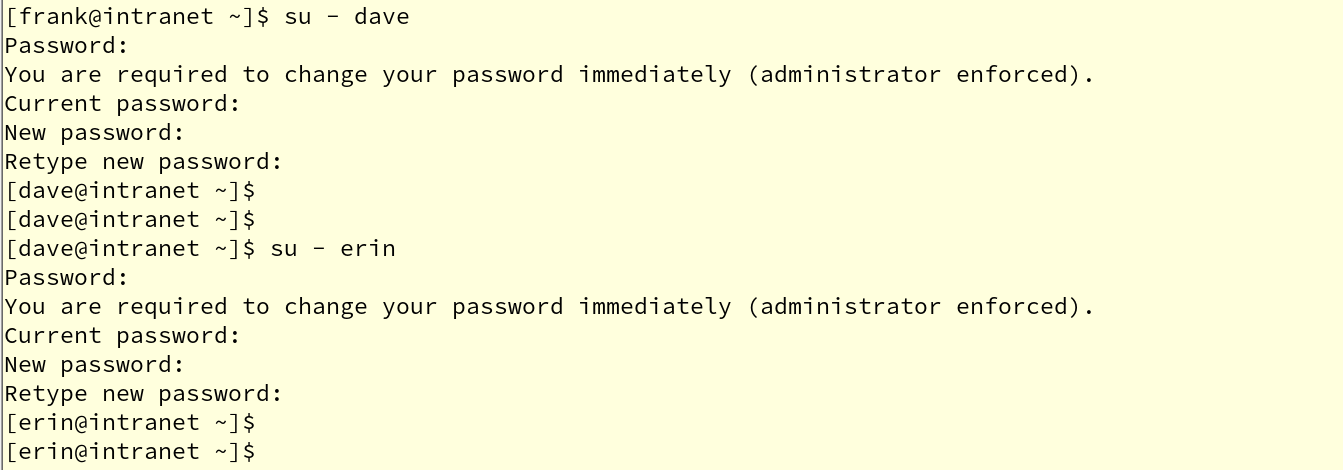 [frank@intranet ~]$ su - dave
Password:
You are required to change your password immediately (administrator enforced).
Current password:
New password:
Retype new password:
[dave@intranet ~]$
[dave@intranet ~]$
[dave@intranet ~]$ su - erin
Password:
You are required to change your password immediately (administrator enforced).
Current password:
New password:
Retype new password:
[erin@intranet ~]$
[erin@intranet ~]$